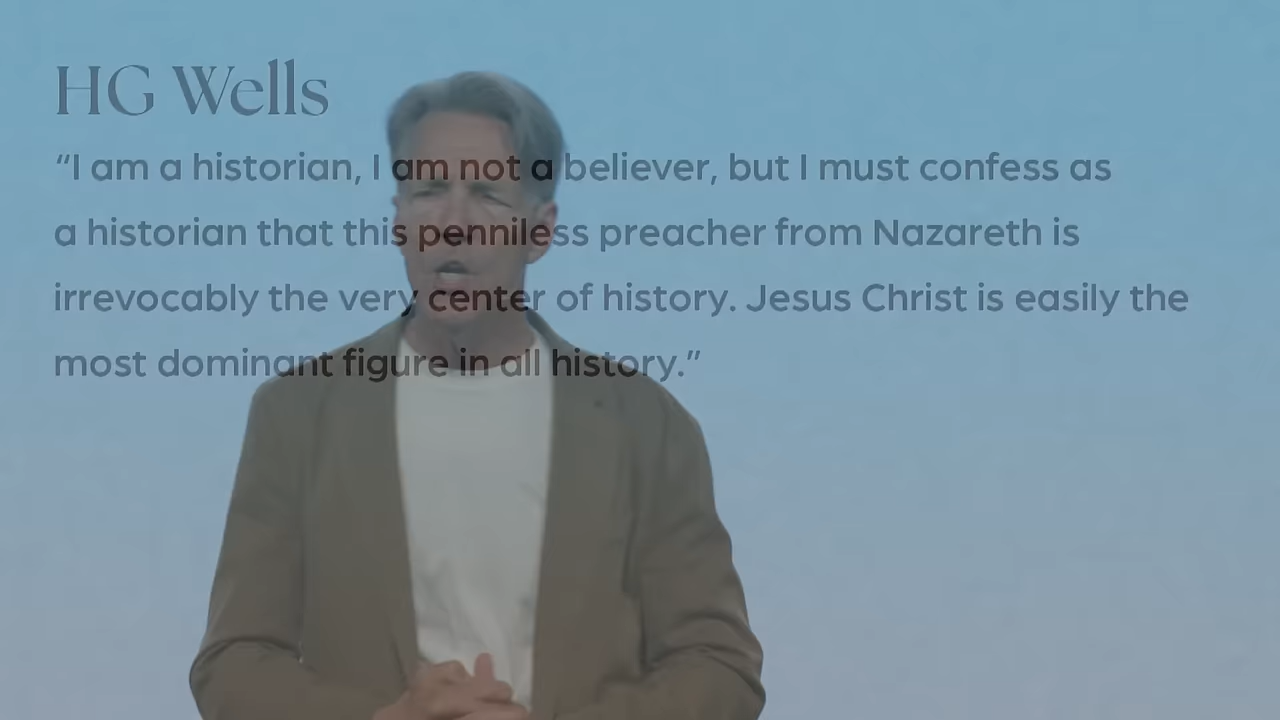 HG Wells
“I am a historian, I am not a believer, but I must confess as
a historian that this penniless preacher from Nazareth is
irrevocably the very center of history. Jesus Christ is easily the
most dominant figure in all history.”